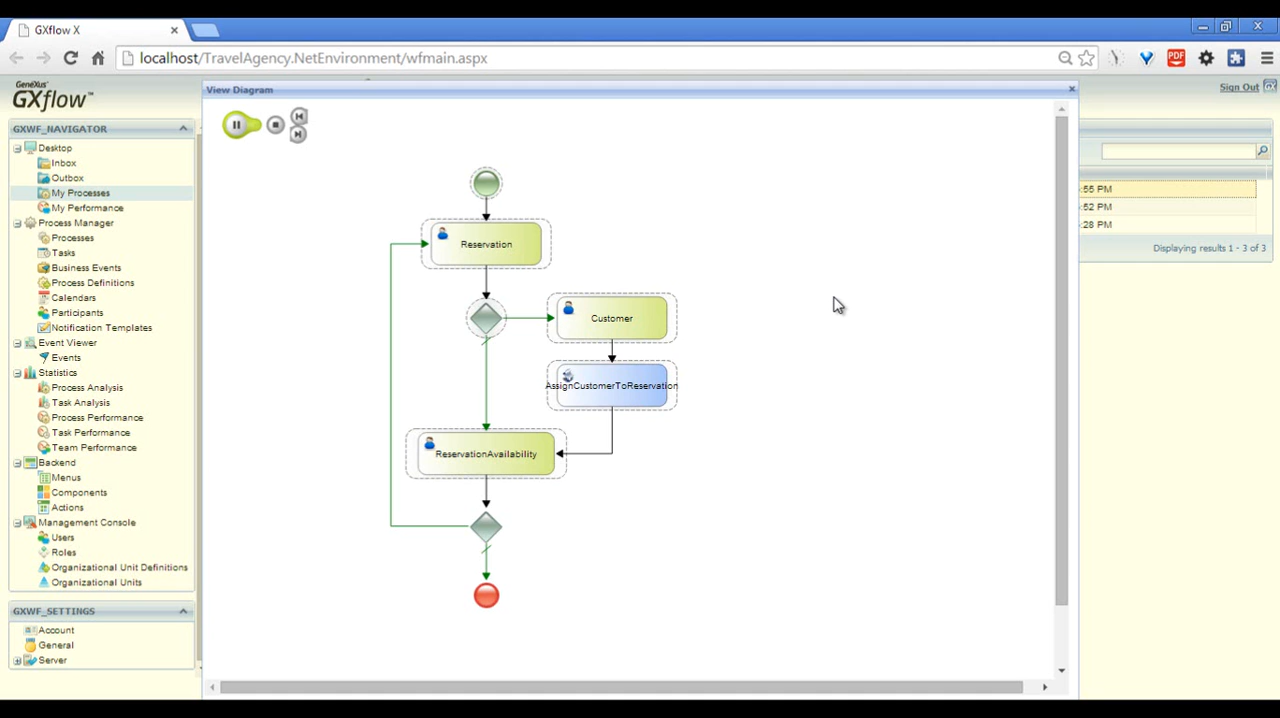 GXflow X
localhost/TravelAgency.NetEnvironment/wfmain.aspx
PDF
GeneXus
GXflow™
Sign Out
View Diagram
GXWF_NAVIGATOR
Desktop
Inbox
Outbox
My Processes
My Performance
Process Manager
Processes
Tasks
Business Events
Process Definitions
Calendars
Participants
Notification Templates
Event Viewer
Events
Statistics
Process Analysis
Task Analysis
Process Performance
Task Performance
Team Performance
Backend
Menus
Components
Actions
Management Console
Users
Roles
Organizational Unit Definitions
Organizational Units
GXWF_SETTINGS
Account
General
Server
Reservation
Customer
AssignCustomerToReservation
ReservationAvailability
:55 PM
:52 PM
:28 PM
Displaying results 1 - 3 of 3